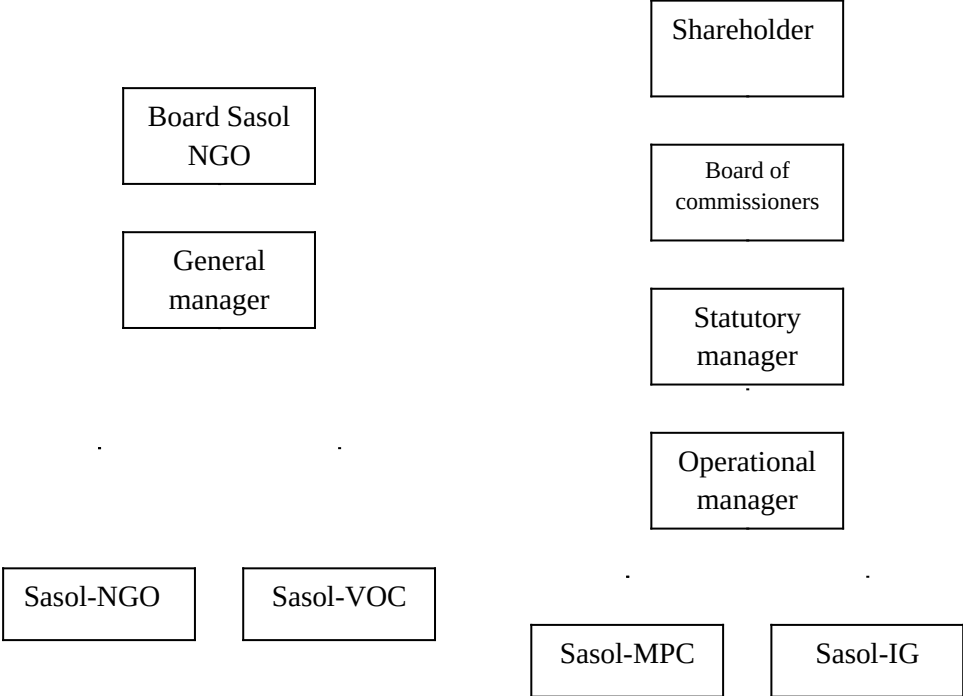 Shareholder
Board Sasol
NGO
Board of
commissioners
General
manager
Statutory
manager
Operational
manager
Sasol-NGO
Sasol-VOC
Sasol-MPC
Sasol-IG